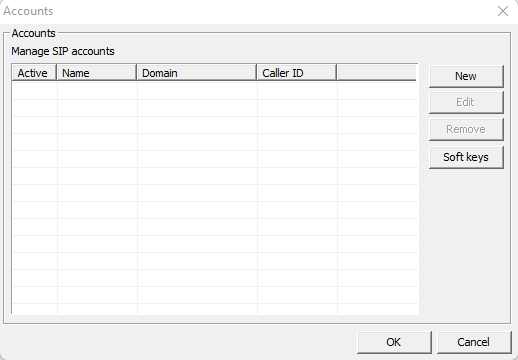 Accounts
Accounts
Manage SIP accounts
Active Name Domain Caller ID
New
Edit
Remove
Soft keys
OK Cancel